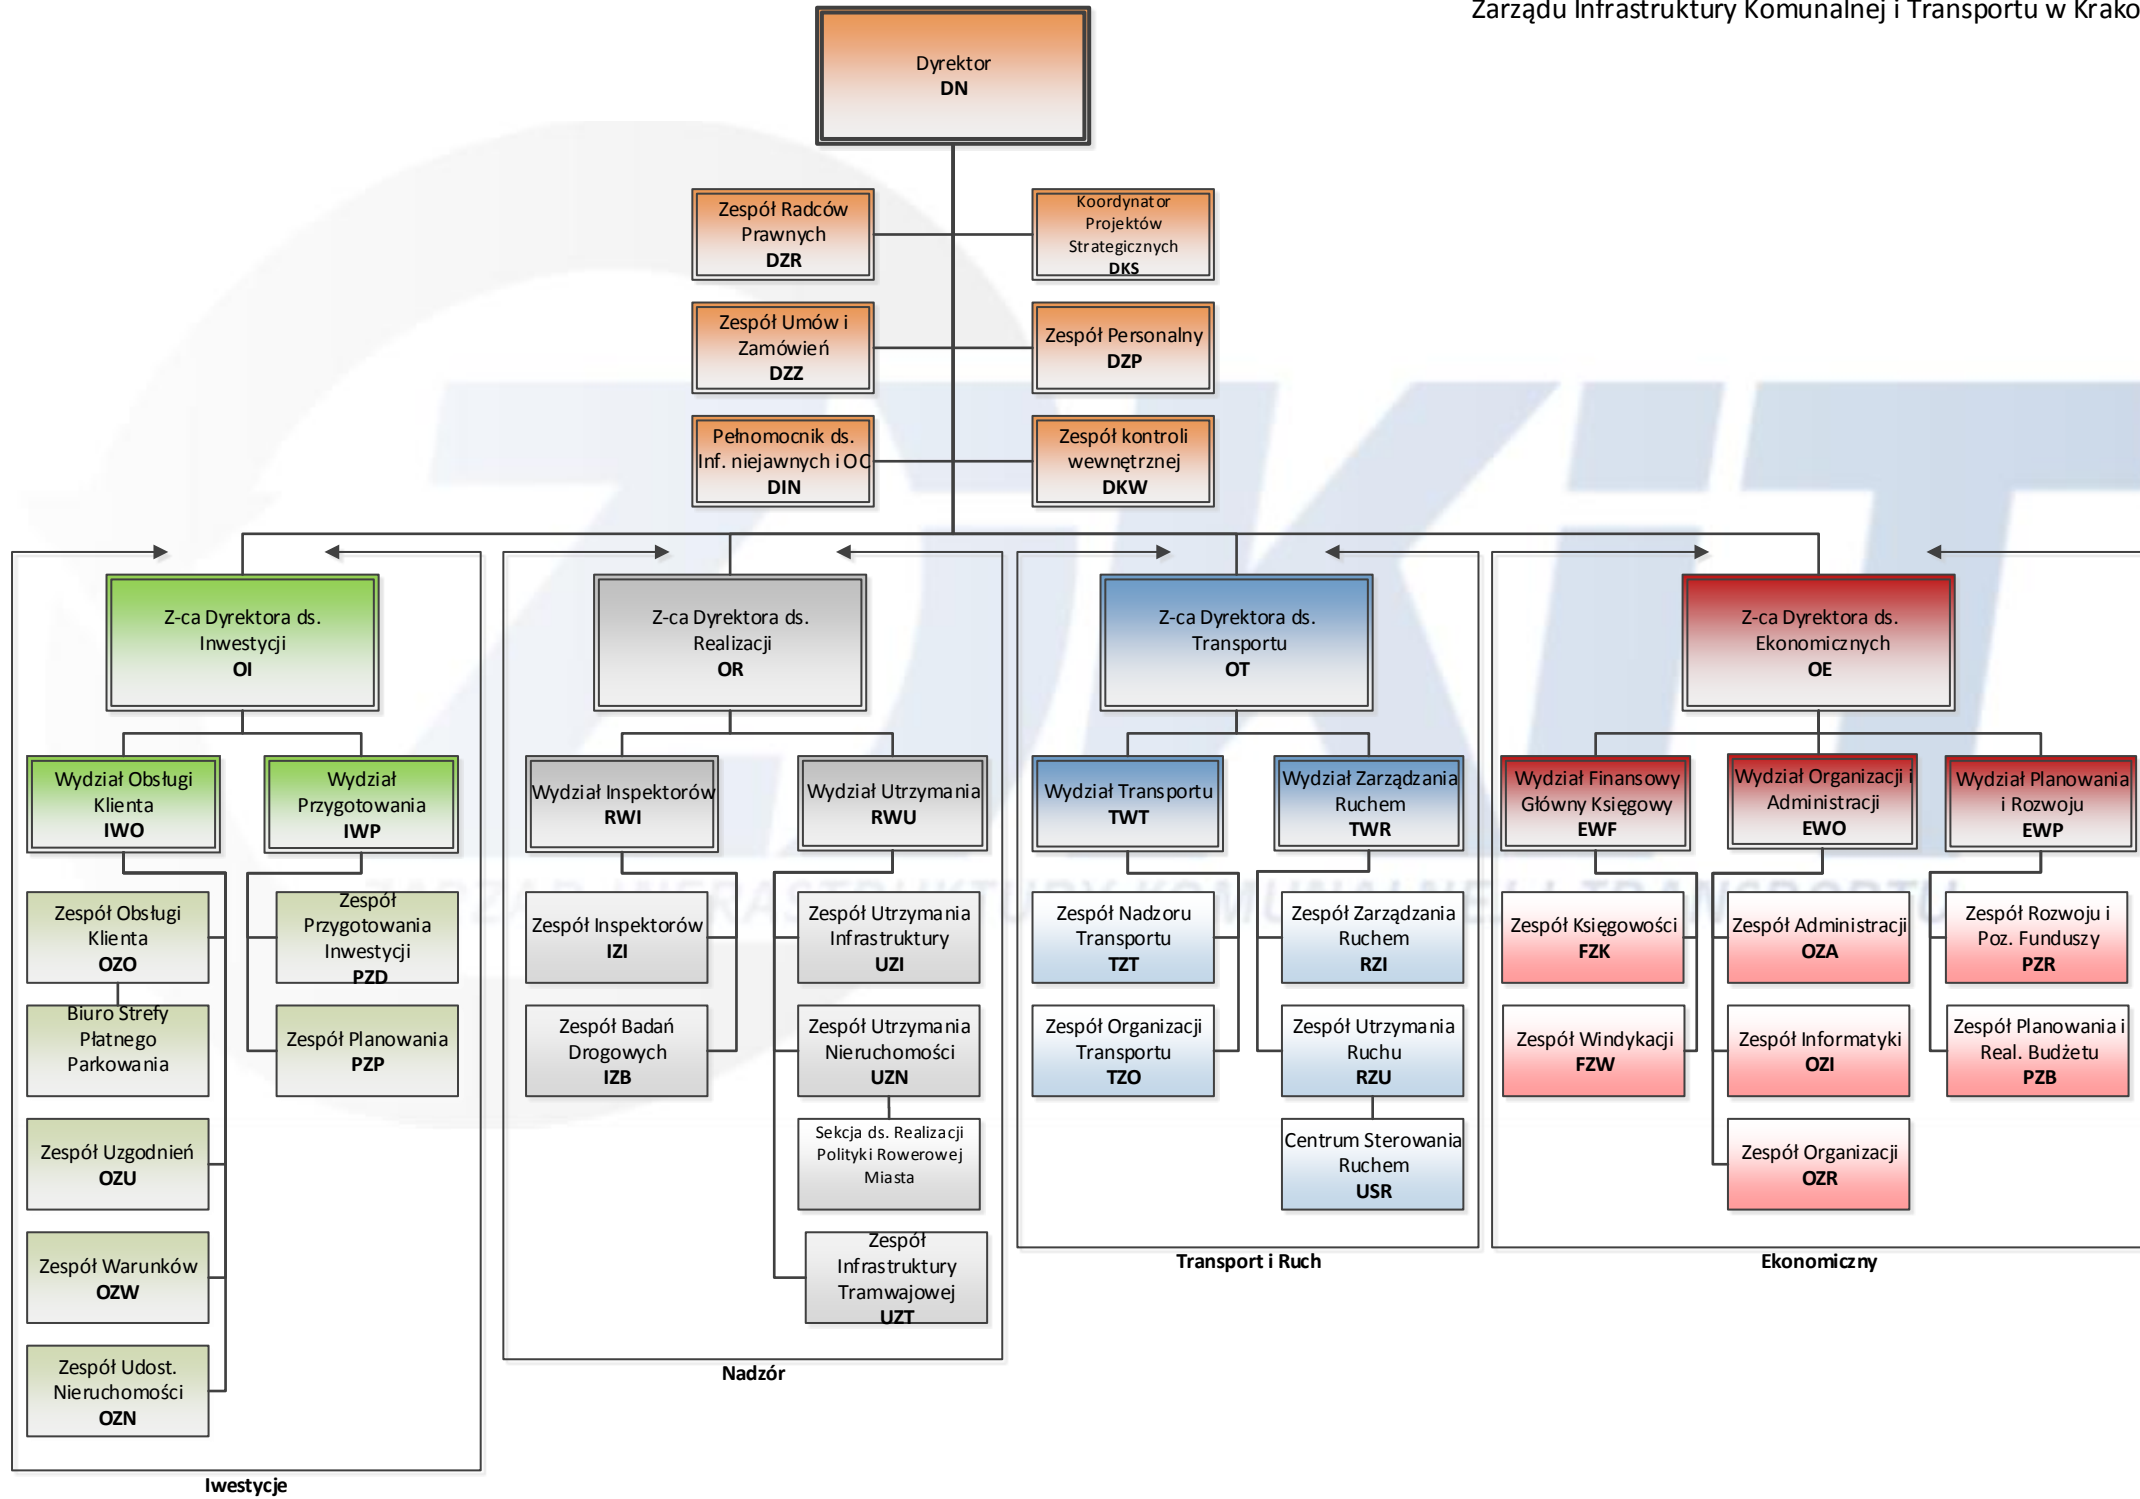 Zarządu Infrastruktury Komunalnej i Transportu w Krako
Dyrektor
DN
Zespół Radców
Prawnych
DZR
Koordynator
Projektów
Strategicznych
DKS
Zespół Umów i
Zamówień
DZZ
Zespół Personalny
DZP
Pełnomocnik ds.
Inf. niejawnych i OC
DIN
Zespół kontroli
wewnętrznej
DKW
Z-ca Dyrektora ds.
Inwestycji
OI
Z-ca Dyrektora ds.
Realizacji
OR
Z-ca Dyrektora ds.
Transportu
OT
Z-ca Dyrektora ds.
Ekonomicznych
OE
Wydział Obsługi
Klienta
IWO
Wydział
Przygotowania
IWP
Wydział Inspektorów
RWI
Wydział Utrzymania
RWU
Wydział Transportu
TWT
Wydział Zarządzania
Ruchem
TWR
Wydział Finansowy
Główny Księgowy
EWF
Wydział Organizacji i
Administracji
EWO
Wydział Planowania
i Rozwoju
EWP
Zespół Obsługi
Klienta
OZO
Zespół
Przygotowania
Inwestycji
PZD
Zespół Inspektorów
IZI
Zespół Utrzymania
Infrastruktury
UZI
Zespół Nadzoru
Transportu
TZT
Zespół Zarządzania
Ruchem
RZI
Zespół Księgowości
FZK
Zespół Administracji
OZA
Zespół Rozwoju i
Poz. Funduszy
PZR
Biuro Strefy
Płatnego
Parkowania
Zespół Planowania
PZP
Zespół Badań
Drogowych
IZB
Zespół Utrzymania
Nieruchomości
UZN
Zespół Organizacji
Transportu
TZO
Zespół Utrzymania
Ruchu
RZU
Zespół Windykacji
FZW
Zespół Informatyki
OZI
Zespół Planowania i
Real. Budżetu
PZB
Zespół Uzgodnień
OZU
Sekcja ds. Realizacji
Polityki Rowerowej
Miasta
Centrum Sterowania
Ruchem
USR
Zespół Organizacji
OZR
Zespół Warunków
OZW
Zespół
Infrastruktury
Tramwajowej
UZT
Zespół Udost.
Nieruchomości
OZN
Transport i Ruch
Ekonomiczny
Nadzór
Iwestycje
ZIKiT
ZARZĄD INFRASTRUKTURY KOMUNALNEJ I TRANSPORTU